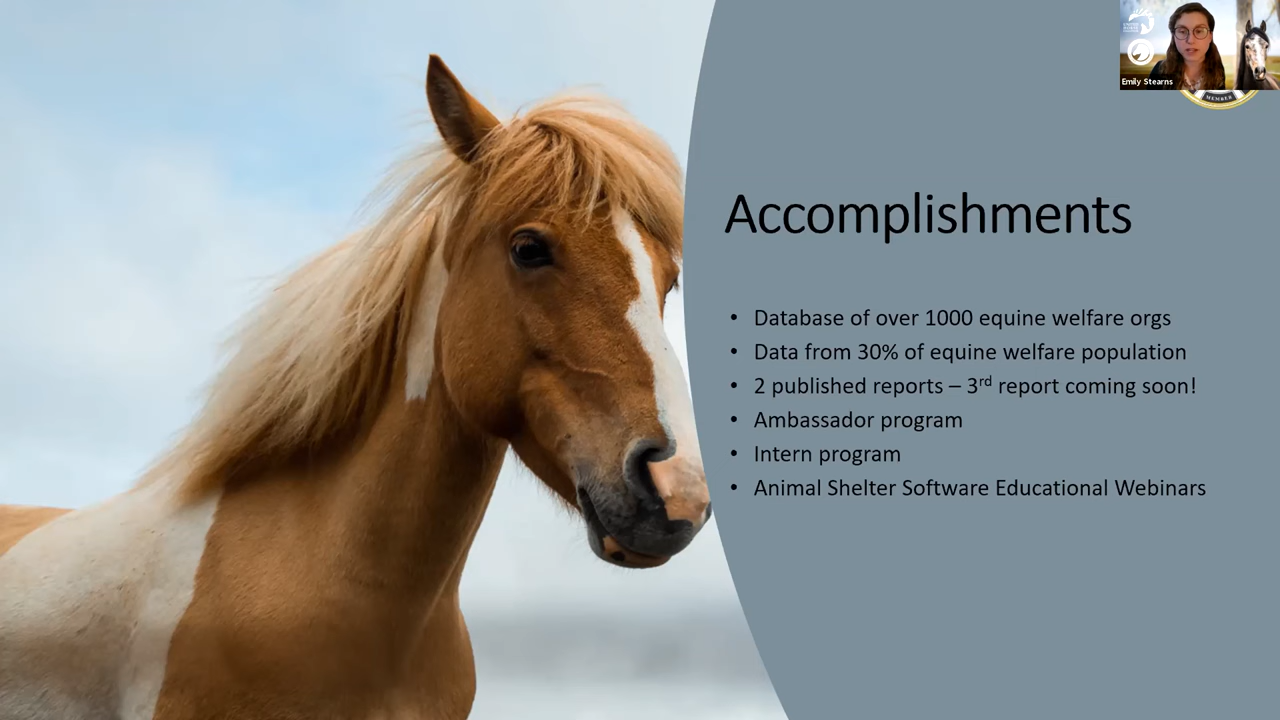 Emily Stearns
MEMBER
Accomplishments
• Database of over 1000 equine welfare orgs
• Data from 30% of equine welfare population
• 2 published reports – 3rd report coming soon!
• Ambassador program
• Intern program
• Animal Shelter Software Educational Webinars